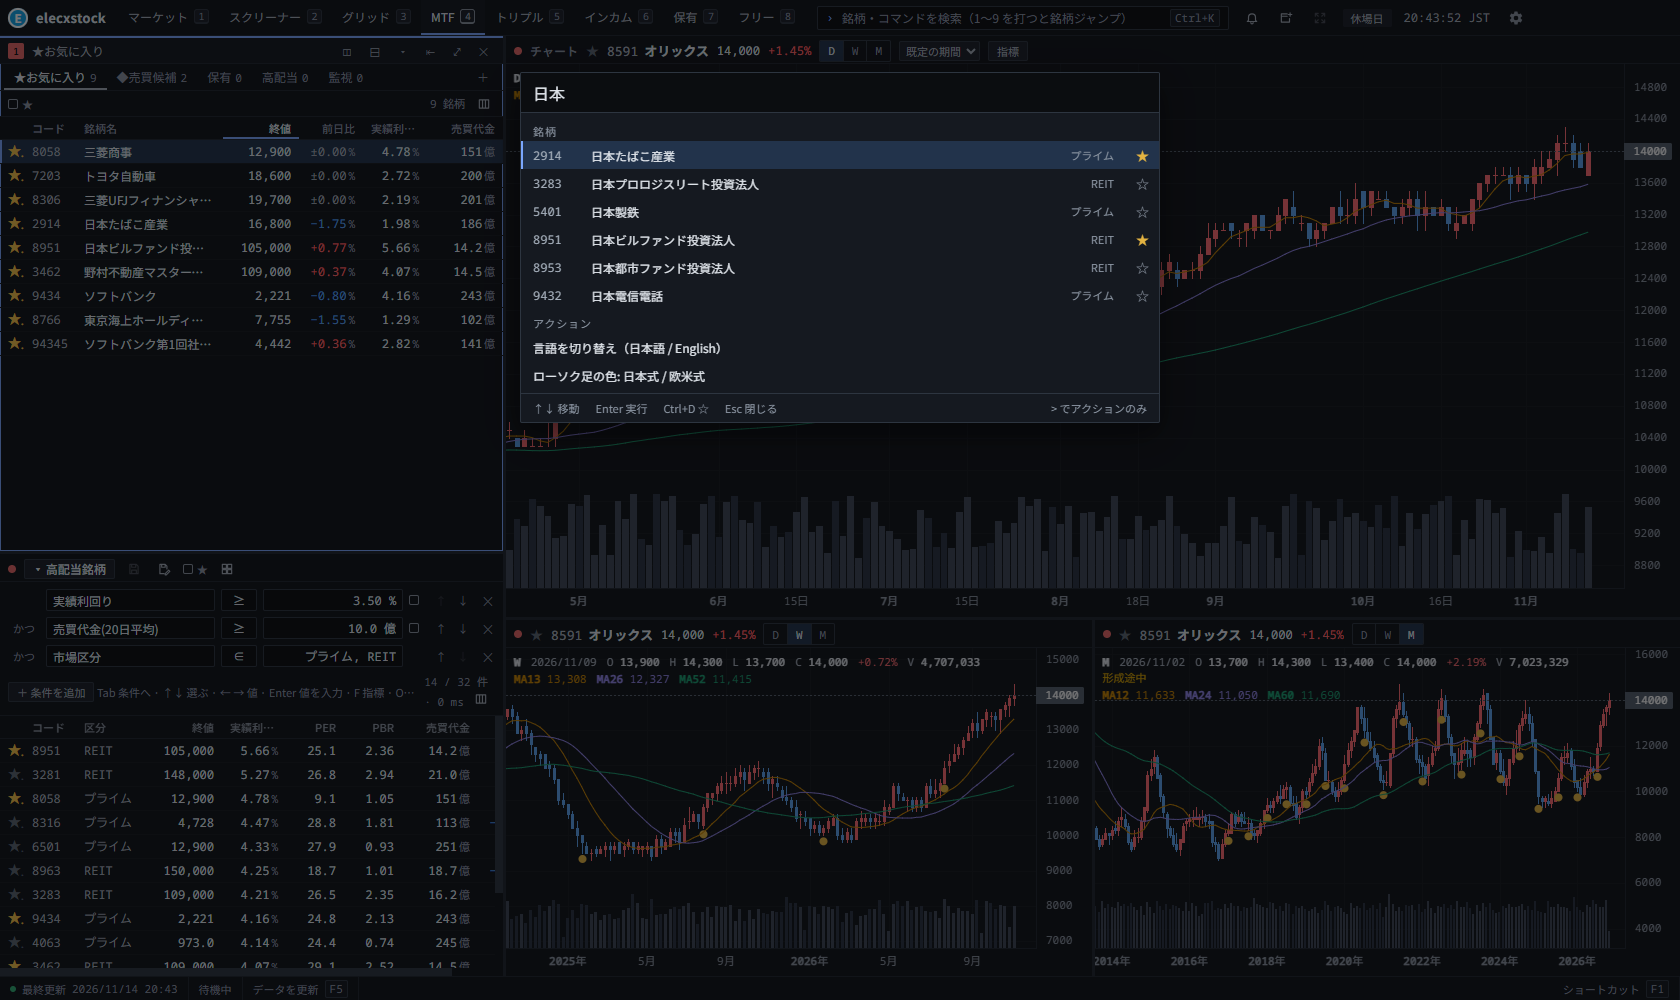 elecxstock マーケット 1 スクリーナー 2 グリッド 3 MTF 4 トリプル 5 インカム 6 保有 7 フリー 8 › 銘柄・コマンドを検索（1〜9 を打つと銘柄ジャンプ） Ctrl+K 休場日 20:43:52 JST
1 ★お気に入り
★お気に入り 9 ◆売買候補 2 保有 0 高配当 0 監視 0 +
★ 9 銘柄
コード 銘柄名 終値 前日比 実績利… 売買代金
8058 三菱商事 12,900 ±0.00% 4.78% 151億
7203 トヨタ自動車 18,600 ±0.00% 2.72% 200億
8306 三菱UFJフィナンシャ… 19,700 ±0.00% 2.19% 201億
2914 日本たばこ産業 16,800 −1.75% 1.98% 186億
8951 日本ビルファンド投… 105,000 +0.77% 5.66% 14.2億
3462 野村不動産マスター… 109,000 +0.37% 4.07% 14.5億
9434 ソフトバンク 2,221 −0.80% 4.16% 243億
8766 東京海上ホールディ… 7,755 −1.55% 1.29% 102億
94345 ソフトバンク第1回社… 4,442 +0.36% 2.82% 141億
チャート ★ 8591 オリックス 14,000 +1.45% D W M 既定の期間 指標
日本
銘柄
2914 日本たばこ産業 プライム ★
3283 日本プロロジスリート投資法人 REIT ☆
5401 日本製鉄 プライム ☆
8951 日本ビルファンド投資法人 REIT ★
8953 日本都市ファンド投資法人 REIT ☆
9432 日本電信電話 プライム ☆
アクション
言語を切り替え（日本語 / English）
ローソク足の色: 日本式 / 欧米式
↑↓ 移動 Enter 実行 Ctrl+D ☆ Esc 閉じる > でアクションのみ
14800
14400
14000
13600
13200
12800
12400
12000
11600
11200
10800
10400
10000
9600
9200
8800
5月 6月 15日 7月 15日 8月 18日 9月 10月 16日 11月
高配当銘柄 ★
実績利回り ≥ 3.50 % ↑ ↓ ×
かつ 売買代金(20日平均) ≥ 10.0 億 ↑ ↓ ×
かつ 市場区分 ∈ プライム, REIT ↑ ↓ ×
+ 条件を追加 Tab 条件へ・↑↓ 選ぶ・←→ 値・Enter 値を入力・F 指標・O… 14 / 32 件
・0 ms
コード 区分 終値 実績利… PER PBR 売買代金
8951 REIT 105,000 5.66% 25.1 2.36 14.2億
3281 REIT 148,000 5.27% 26.8 2.94 21.0億
8058 プライム 12,900 4.78% 9.1 1.05 151億
8316 プライム 4,728 4.47% 28.8 1.81 113億
6501 プライム 12,900 4.33% 27.9 0.93 251億
8963 REIT 150,000 4.25% 18.7 1.01 18.7億
3283 REIT 109,000 4.21% 26.5 2.35 16.2億
9434 プライム 2,221 4.16% 24.8 2.13 243億
4063 プライム 973.0 4.14% 24.4 0.74 245億
3462 REIT 109,000 4.07% 29.1 2.52 14.5億
★ 8591 オリックス 14,000 +1.45% D W M
W 2026/11/09 O 13,900 H 14,300 L 13,700 C 14,000 +0.72% V 4,707,033
MA13 13,308 MA26 12,327 MA52 11,415
15000
14000
13000
12000
11000
10000
9000
8000
7000
2025年 5月 9月 2026年 5月 9月
★ 8591 オリックス 14,000 +1.45% D W M
M 2026/11/02 O 13,700 H 14,300 L 13,400 C 14,000 +2.19% V 7,023,329
形成途中
MA12 11,633 MA24 11,050 MA60 11,690
16000
14000
12000
10000
8000
6000
4000
2014年 2016年 2018年 2020年 2022年 2024年 2026年
最終更新 2026/11/14 20:43 待機中 データを更新 F5 ショートカット F1